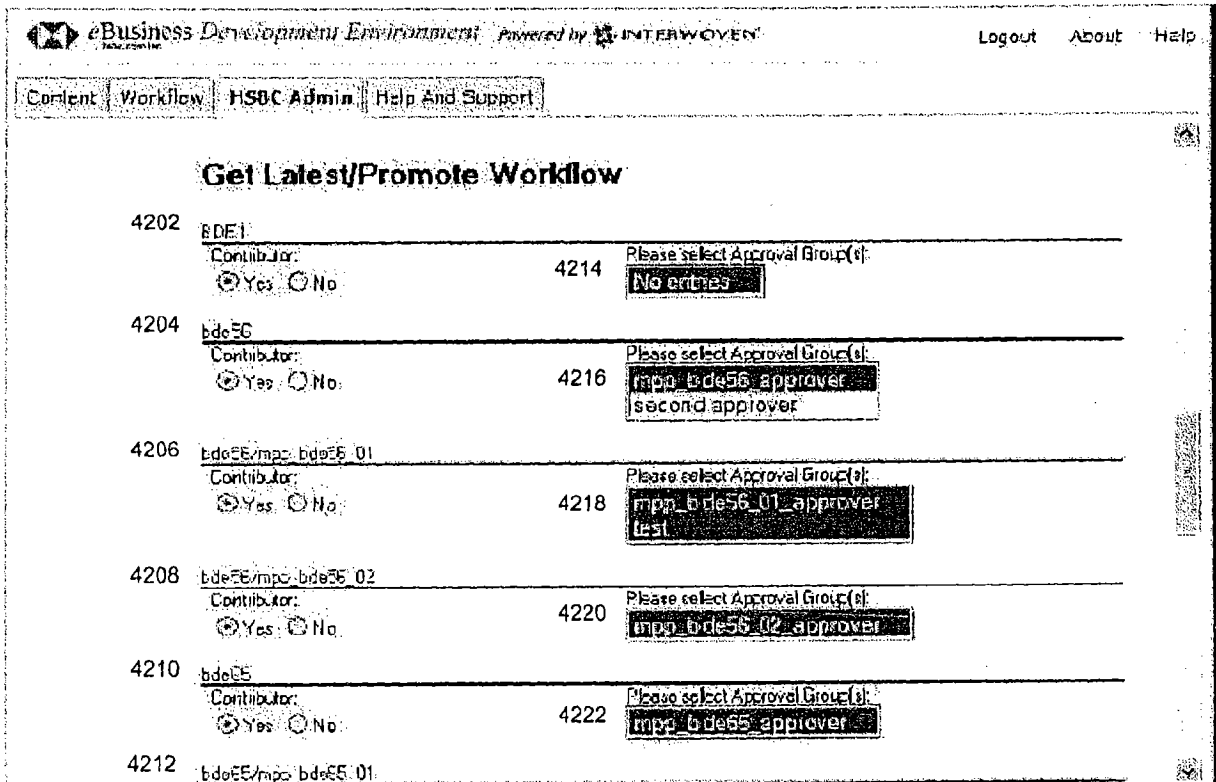 eBusiness Development Environment Powered by INTERWOVEN Logout About Help
Content Workflow HSBC Admin Help And Support
Get Latest/Promote Workflow
4202 BDE1
Contributor: Please select Approval Group(s):
Yes No 4214 No entries
4204 bde56
Contributor: Please select Approval Group(s):
Yes No 4216 mpp_bde56_approver
second approver
4206 bde56/mpp_bde56_01
Contributor: Please select Approval Group(s):
Yes No 4218 mpp_bde56_01_approver
test
4208 bde56/mpp_bde56_02
Contributor: Please select Approval Group(s):
Yes No 4220 mpp_bde56_02_approver
4210 bde65
Contributor: Please select Approval Group(s):
Yes No 4222 mpp_bde65_approver
4212